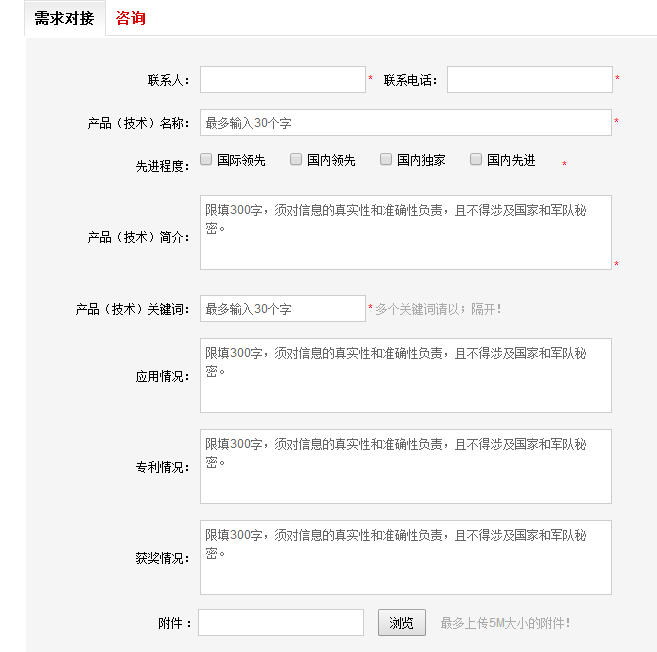 需求对接 咨询
联系人： * 联系电话： *
产品（技术）名称： 最多输入30个字 *
先进程度： 国际领先 国内领先 国内独家 国内先进 *
产品（技术）简介： 限填300字，须对信息的真实性和准确性负责，且不得涉及国家和军队秘
密。
*
产品（技术）关键词： 最多输入30个字 * 多个关键词请以；隔开！
应用情况： 限填300字，须对信息的真实性和准确性负责，且不得涉及国家和军队秘
密。
专利情况： 限填300字，须对信息的真实性和准确性负责，且不得涉及国家和军队秘
密。
获奖情况： 限填300字，须对信息的真实性和准确性负责，且不得涉及国家和军队秘
密。
附件： 浏览 最多上传5M大小的附件！